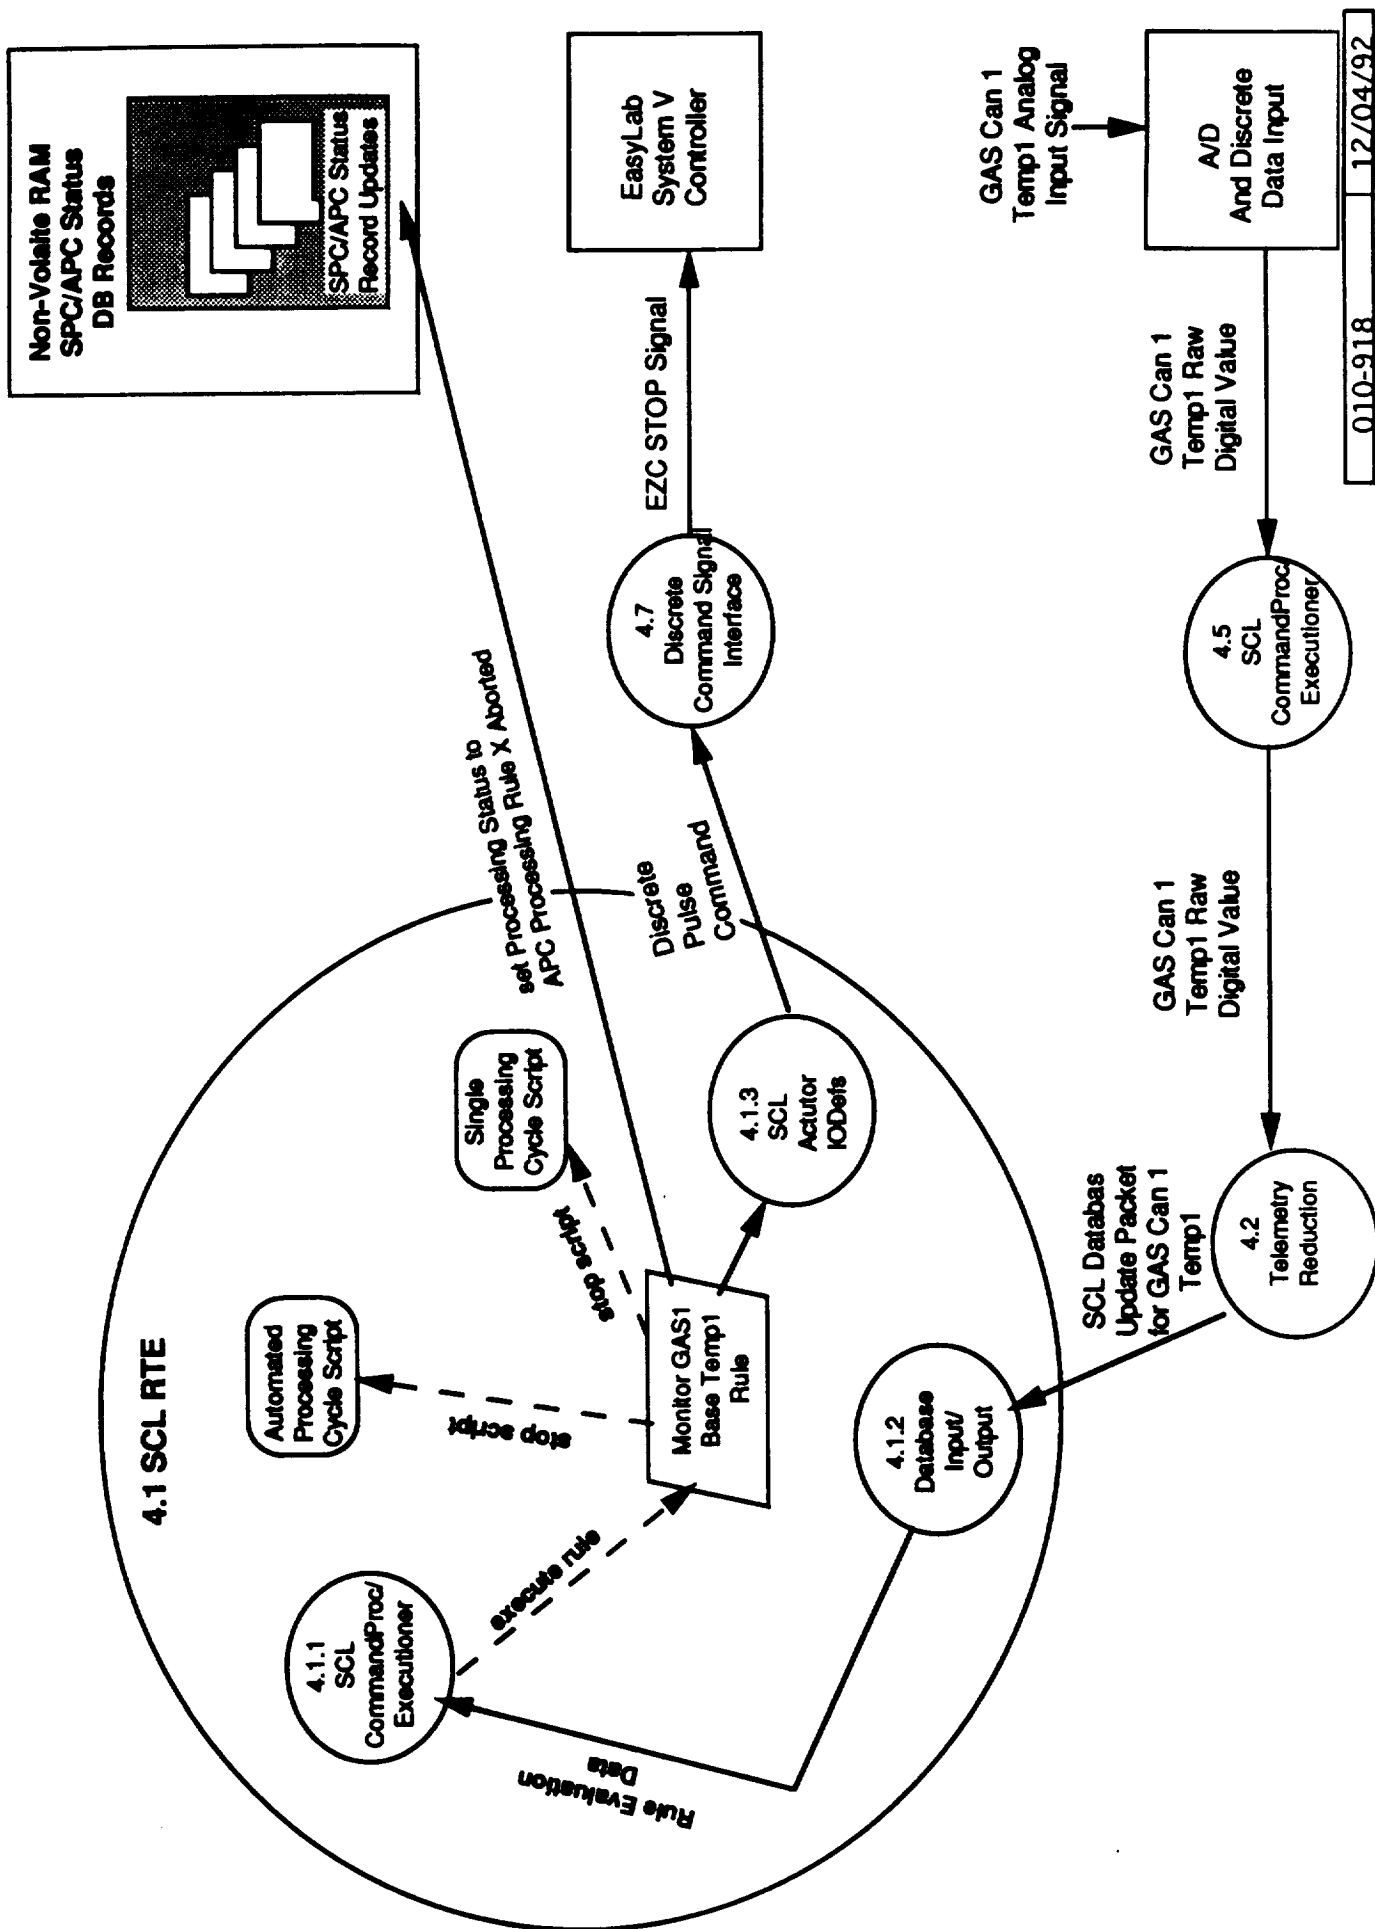 4.1 SCL RTE
4.1.1
SCL
CommandProc/
Executioner
execute rule
Rule Evaluation
Data
Automated
Processing
Cycle Script
stop script
Single
Processing
Cycle Script
stop script
Monitor GAS1
Base Temp1
Rule
4.1.2
Database
Input/
Output
4.1.3
SCL
Actutor
IODefs
set Processing Status to
APC Processing Rule X Aborted
Discrete
Pulse
Command
Non-Volaite RAM
SPC/APC Status
DB Records
SPC/APC Status
Record Updates
4.7
Discrete
Command Signal
Interface
EZC STOP Signal
EasyLab
System V
Controller
SCL Databas
Update Packet
for GAS Can 1
Temp1
4.2
Telemetry
Reduction
GAS Can 1
Temp1 Raw
Digital Value
4.5
SCL
CommandProc/
Executioner
GAS Can 1
Temp1 Raw
Digital Value
GAS Can 1
Temp1 Analog
Input Signal
A/D
And Discrete
Data Input
010-918
12/04/92